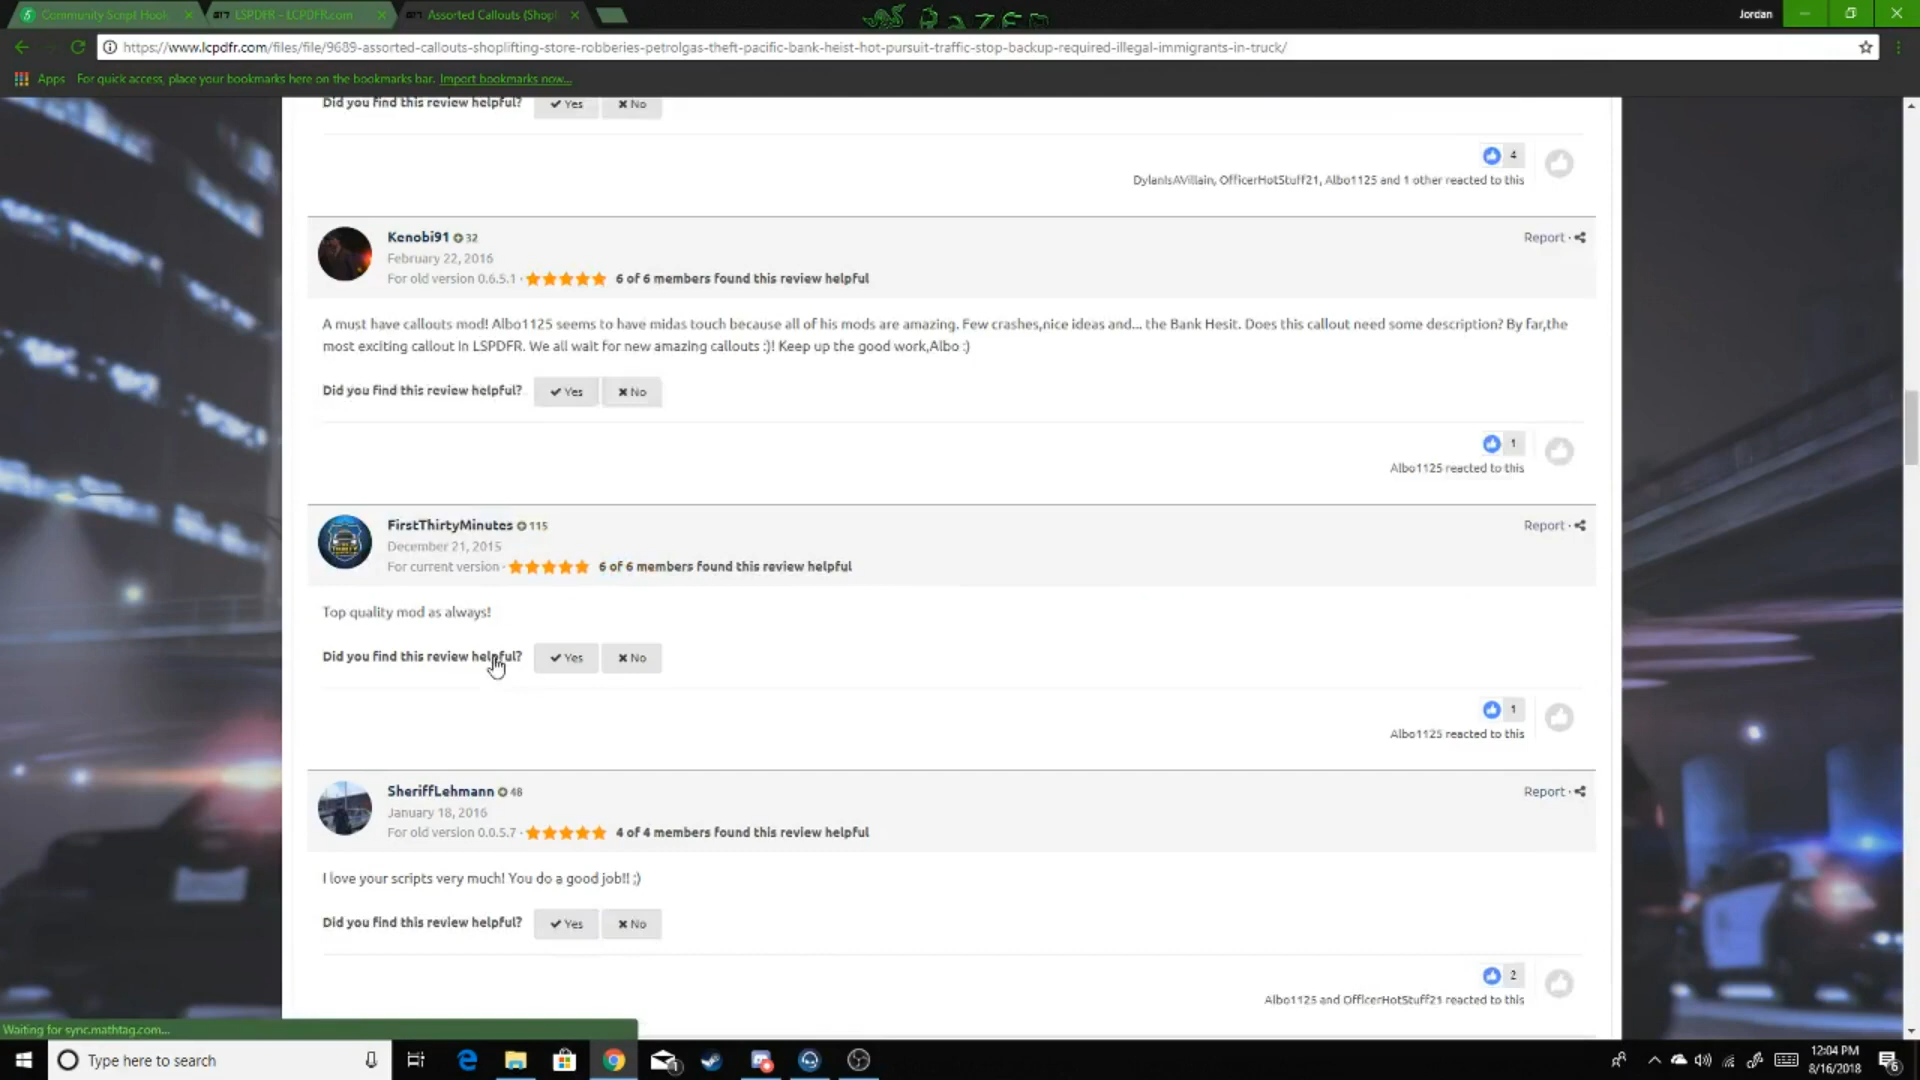 Community Script Hook
LSPDFR - LCPDFR.com
Assorted Callouts (Shopl
Jordan
https://www.lcpdfr.com/files/file/9689-assorted-callouts-shoplifting-store-robberies-petrolgas-theft-pacific-bank-heist-hot-pursuit-traffic-stop-backup-required-illegal-immigrants-in-truck/
Apps For quick access, place your bookmarks here on the bookmarks bar. Import bookmarks now...
Did you find this review helpful? Yes No
4
DylanIsAVillain, OfficerHotStuff21, Albo1125 and 1 other reacted to this
Kenobi91 32
Report
February 22, 2016
For old version 0.6.5.1 · 6 of 6 members found this review helpful
A must have callouts mod! Albo1125 seems to have midas touch because all of his mods are amazing. Few crashes,nice ideas and... the Bank Hesit. Does this callout need some description? By far,the
most exciting callout in LSPDFR. We all wait for new amazing callouts :)! Keep up the good work,Albo :)
Did you find this review helpful? Yes No
1
Albo1125 reacted to this
FirstThirtyMinutes 115
Report
December 21, 2015
For current version · 6 of 6 members found this review helpful
Top quality mod as always!
Did you find this review helpful? Yes No
1
Albo1125 reacted to this
SheriffLehmann 48
Report
January 18, 2016
For old version 0.0.5.7 · 4 of 4 members found this review helpful
I love your scripts very much! You do a good job!! ;)
Did you find this review helpful? Yes No
2
Albo1125 and OfficerHotStuff21 reacted to this
Waiting for sync.mathtag.com...
Type here to search
12:04 PM
8/16/2018